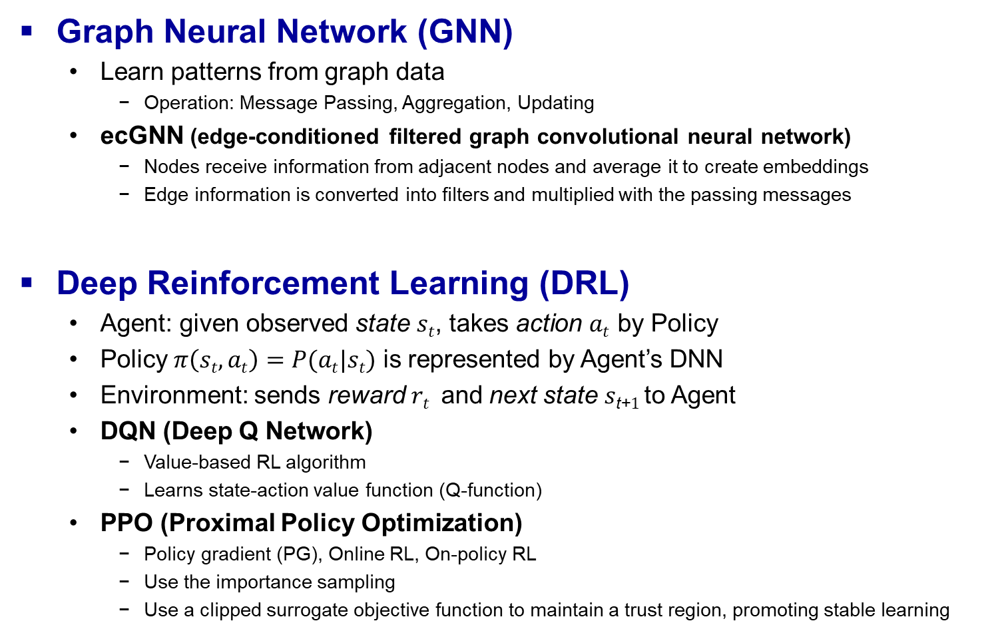 ▪ Graph Neural Network (GNN)
• Learn patterns from graph data
− Operation: Message Passing, Aggregation, Updating
• ecGNN (edge-conditioned filtered graph convolutional neural network)
− Nodes receive information from adjacent nodes and average it to create embeddings
− Edge information is converted into filters and multiplied with the passing messages
▪ Deep Reinforcement Learning (DRL)
• Agent: given observed state $s_t$, takes action $a_t$ by Policy
• Policy $\pi(s_t, a_t) = P(a_t|s_t)$ is represented by Agent’s DNN
• Environment: sends reward $r_t$ and next state $s_{t+1}$ to Agent
• DQN (Deep Q Network)
− Value-based RL algorithm
− Learns state-action value function (Q-function)
• PPO (Proximal Policy Optimization)
− Policy gradient (PG), Online RL, On-policy RL
− Use the importance sampling
− Use a clipped surrogate objective function to maintain a trust region, promoting stable learning